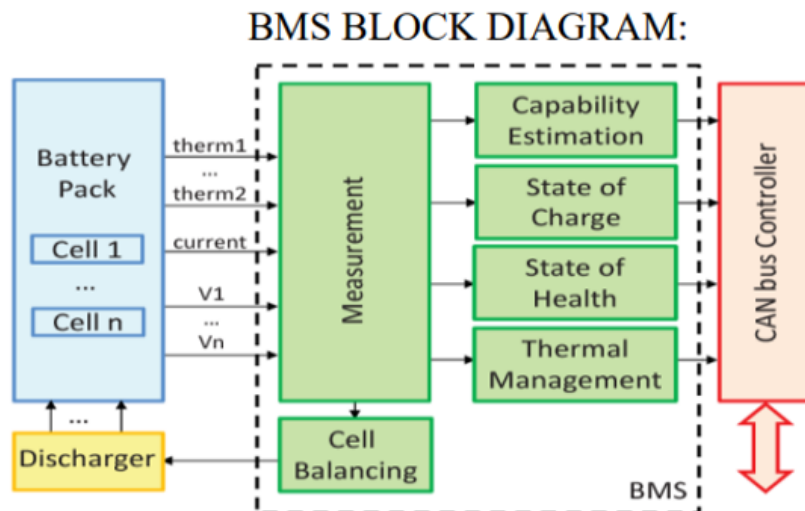 BMS BLOCK DIAGRAM:
Battery
Pack
Cell 1
...
Cell n
therm1
...
therm2
current
V1
...
Vn
Measurement
Capability
Estimation
State of
Charge
State of
Health
Thermal
Management
CAN bus Controller
...
Discharger
Cell
Balancing
BMS